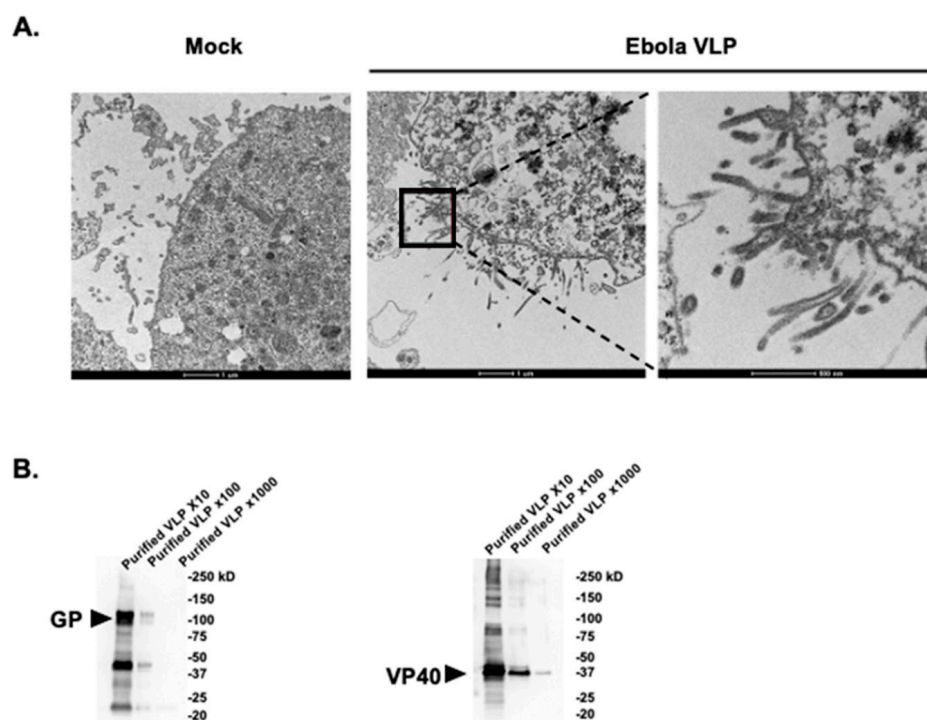 A.
Mock
Ebola VLP
1 um
1 um
500 nm
B.
Purified VLP X10
Purified VLP x100
Purified VLP x1000
GP
-250 kD
-150
-100
-75
-50
-37
-25
-20
Purified VLP X10
Purified VLP x100
Purified VLP x1000
VP40
-250 kD
-150
-100
-75
-50
-37
-25
-20